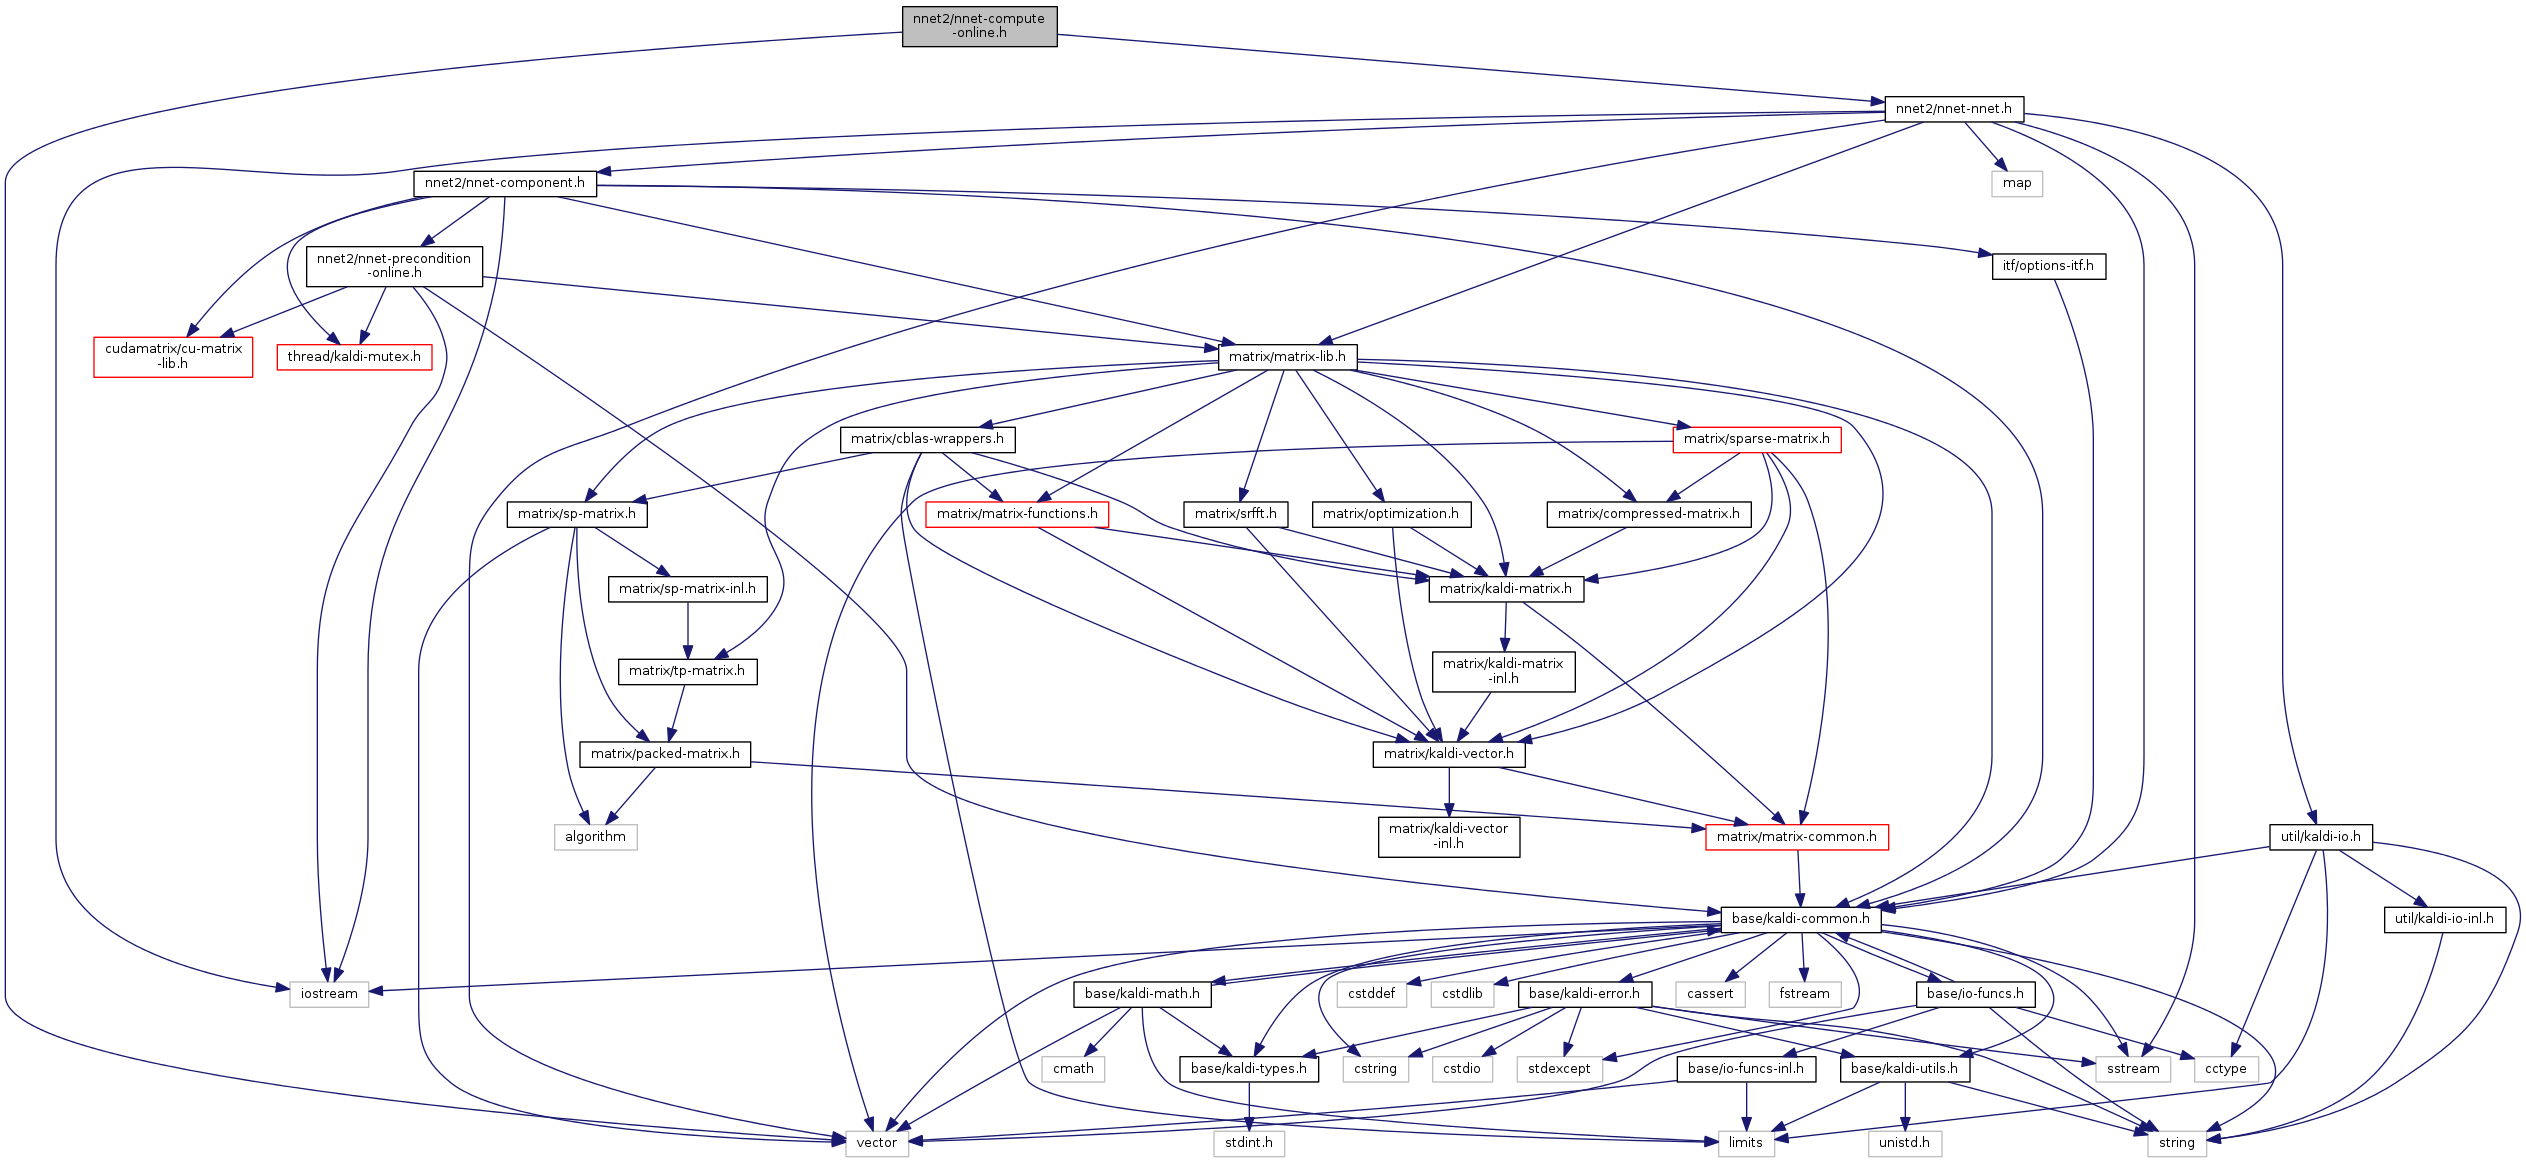 nnet2/nnet-compute
-online.h
nnet2/nnet-nnet.h
nnet2/nnet-component.h
map
nnet2/nnet-precondition
-online.h
itf/options-itf.h
cudamatrix/cu-matrix
-lib.h
thread/kaldi-mutex.h
matrix/matrix-lib.h
matrix/cblas-wrappers.h
matrix/sparse-matrix.h
matrix/sp-matrix.h
matrix/matrix-functions.h
matrix/srfft.h
matrix/optimization.h
matrix/compressed-matrix.h
matrix/sp-matrix-inl.h
matrix/kaldi-matrix.h
matrix/tp-matrix.h
matrix/kaldi-matrix
-inl.h
matrix/packed-matrix.h
matrix/kaldi-vector.h
algorithm
matrix/kaldi-vector
-inl.h
matrix/matrix-common.h
util/kaldi-io.h
base/kaldi-common.h
util/kaldi-io-inl.h
iostream
base/kaldi-math.h
cstddef
cstdlib
base/kaldi-error.h
cassert
fstream
base/io-funcs.h
cmath
base/kaldi-types.h
cstring
cstdio
stdexcept
base/io-funcs-inl.h
base/kaldi-utils.h
sstream
cctype
vector
stdint.h
limits
unistd.h
string